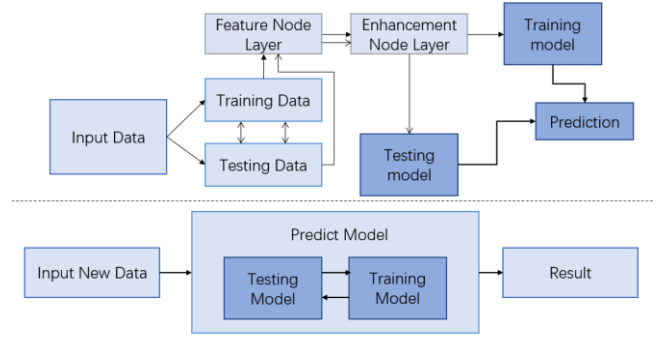 Feature Node
Layer
Enhancement
Node Layer
Training
model
Input Data
Training Data
Testing Data
Testing
model
Prediction
Predict Model
Input New Data
Testing
Model
Training
Model
Result